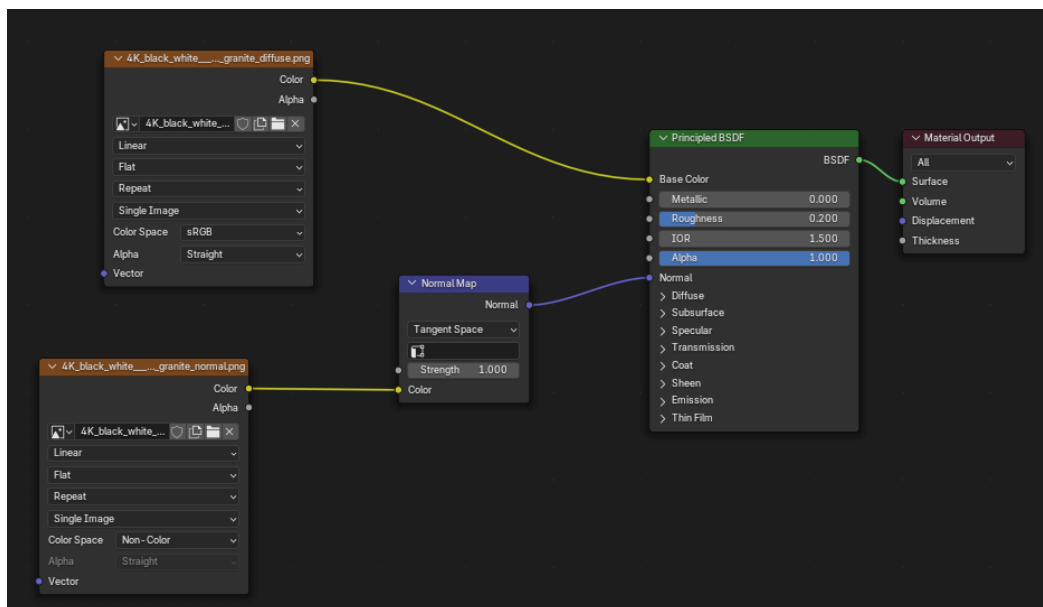 4K_black_white___..._granite_diffuse.png
Color
Alpha
4K_black_white_...
Linear
Flat
Repeat
Single Image
Color Space sRGB
Alpha Straight
Vector
4K_black_white___..._granite_normal.png
Color
Alpha
4K_black_white_...
Linear
Flat
Repeat
Single Image
Color Space Non-Color
Alpha Straight
Vector
Normal Map
Normal
Tangent Space
Strength 1.000
Color
Principled BSDF
BSDF
Base Color
Metallic 0.000
Roughness 0.200
IOR 1.500
Alpha 1.000
Normal
Diffuse
Subsurface
Specular
Transmission
Coat
Sheen
Emission
Thin Film
Material Output
All
Surface
Volume
Displacement
Thickness